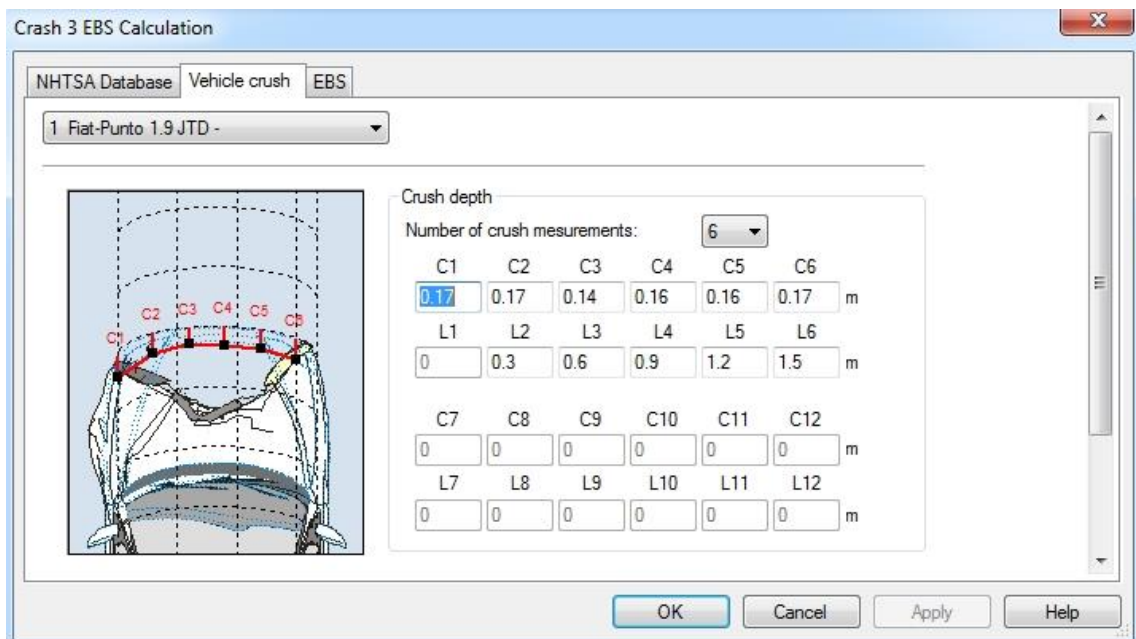 Crash 3 EBS Calculation
x
NHTSA Database Vehicle crush EBS
1 Fiat-Punto 1.9 JTD -
Crush depth
Number of crush mesurements: 6
C1 C2 C3 C4 C5 C6
0.17 0.17 0.14 0.16 0.16 0.17 m
L1 L2 L3 L4 L5 L6
0 0.3 0.6 0.9 1.2 1.5 m
C7 C8 C9 C10 C11 C12
0 0 0 0 0 0 m
L7 L8 L9 L10 L11 L12
0 0 0 0 0 0 m
C1 C2 C3 C4 C5 C6
OK Cancel Apply Help